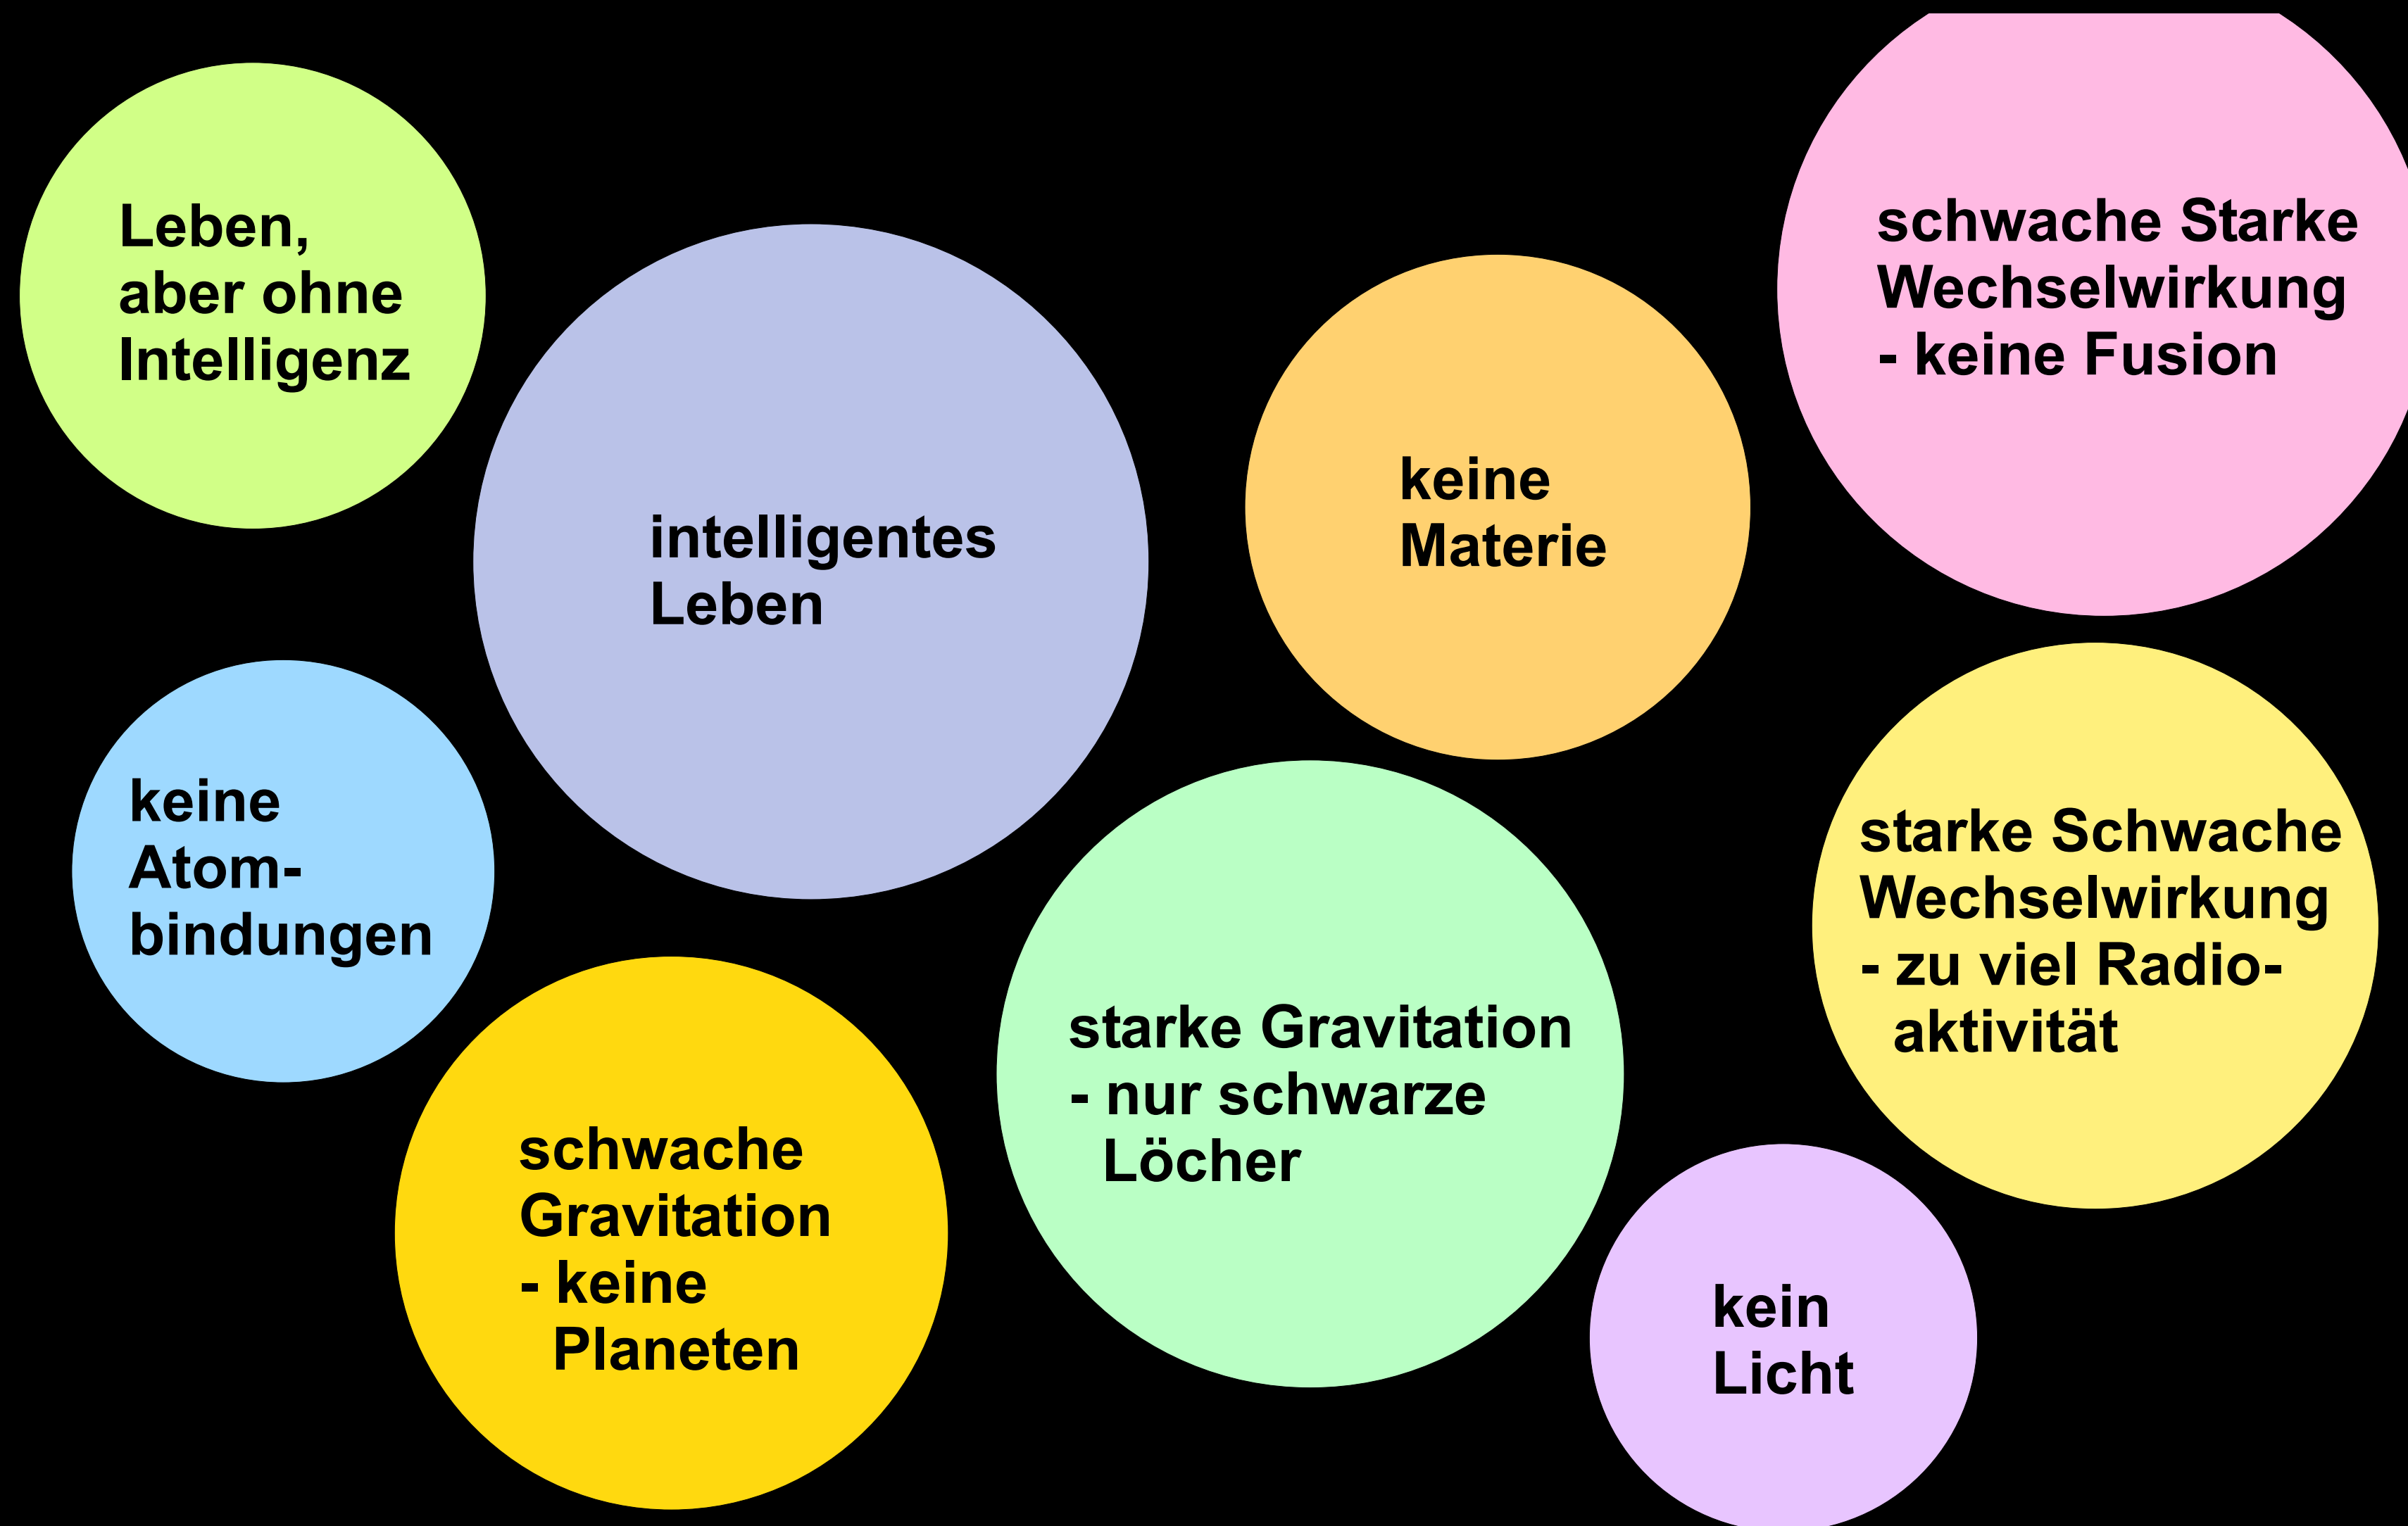 Leben,
aber ohne
Intelligenz
intelligentes
Leben
keine
Materie
schwache Starke
Wechselwirkung
- keine Fusion
keine
Atom-
bindungen
schwache
Gravitation
- keine
Planeten
starke Gravitation
- nur schwarze
Löcher
starke Schwache
Wechselwirkung
- zu viel Radio-
aktivität
kein
Licht